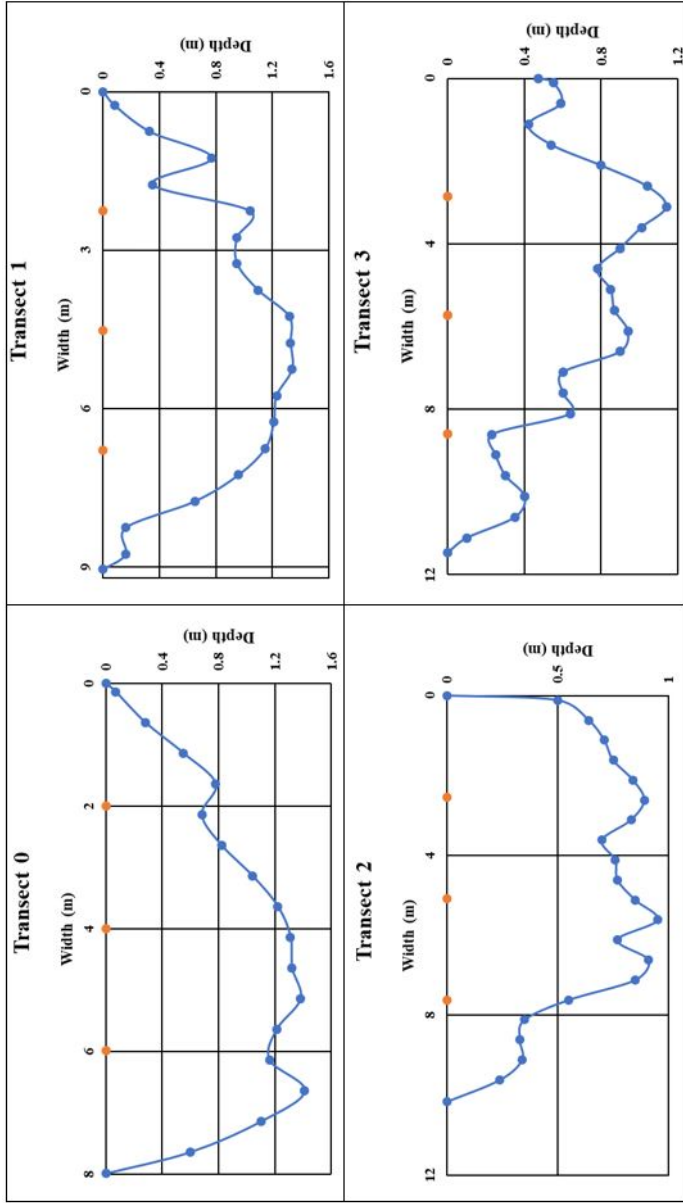 Transect 0
Width (m)
8 6 4 2 0
0
0.4
0.8
1.2
1.6
Depth (m)
Transect 1
Width (m)
9 6 3 0
0
0.4
0.8
1.2
1.6
Depth (m)
Transect 2
Width (m)
12 8 4 0
0
0.5
1
Depth (m)
Transect 3
Width (m)
12 8 4 0
0
0.4
0.8
1.2
Depth (m)